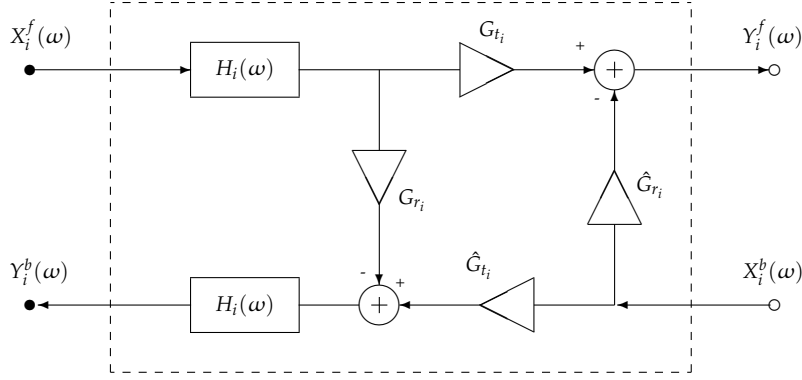 X_i^f(ω)
G_{t_i}
Y_i^f(ω)
H_i(ω)
+
+
-
G_{r_i}
Ĝ_{r_i}
Y_i^b(ω)
Ĝ_{t_i}
X_i^b(ω)
-
+
H_i(ω)
+